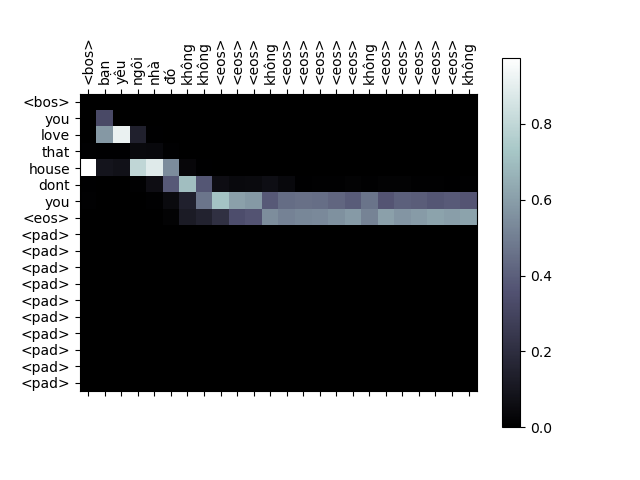 <bos> bạn yêu ngôi nhà đó không không <eos> <eos> <eos> không <eos> <eos> <eos> <eos> <eos> không <eos> <eos> <eos> <eos> <eos> không
<bos>
you
love
that
house
dont
you
<eos>
<pad>
<pad>
<pad>
<pad>
<pad>
<pad>
<pad>
<pad>
<pad>
<pad>
0.8
0.6
0.4
0.2
0.0